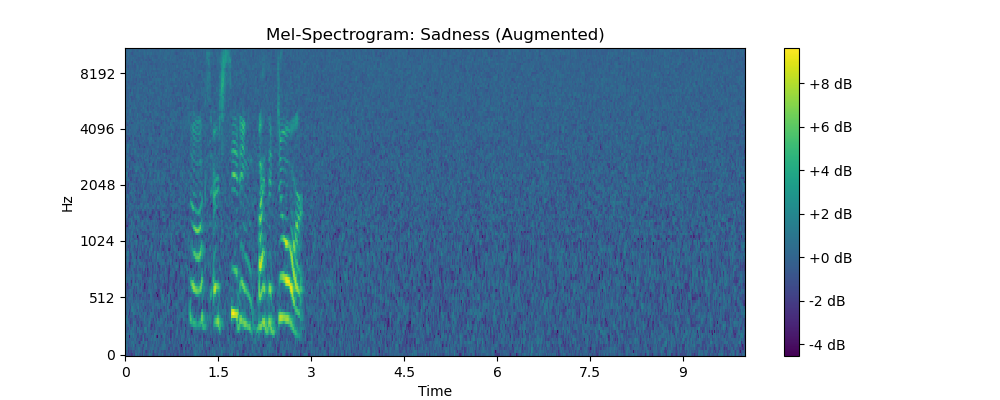 Mel-Spectrogram: Sadness (Augmented)
8192
4096
2048
1024
512
0
Hz
0 1.5 3 4.5 6 7.5 9
Time
+8 dB
+6 dB
+4 dB
+2 dB
+0 dB
-2 dB
-4 dB